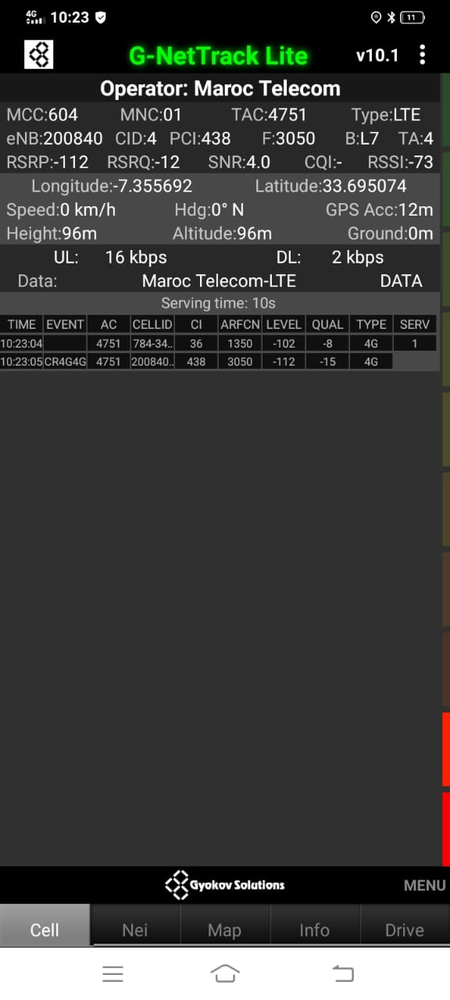 4G 10:23 11
G-NetTrack Lite v10.1
Operator: Maroc Telecom
MCC:604 MNC:01 TAC:4751 Type:LTE
eNB:200840 CID:4 PCI:438 F:3050 B:L7 TA:4
RSRP:-112 RSRQ:-12 SNR:4.0 CQI:- RSSI:-73
Longitude:-7.355692 Latitude:33.695074
Speed:0 km/h Hdg:0° N GPS Acc:12m
Height:96m Altitude:96m Ground:0m
UL: 16 kbps DL: 2 kbps
Data: Maroc Telecom-LTE DATA
Serving time: 10s
TIME EVENT AC CELLID CI ARFCN LEVEL QUAL TYPE SERV
10:23:04 4751 784-34.. 36 1350 -102 -8 4G 1
10:23:05 CR4G4G 4751 200840.. 438 3050 -112 -15 4G
Gyokov Solutions MENU
Cell Nei Map Info Drive